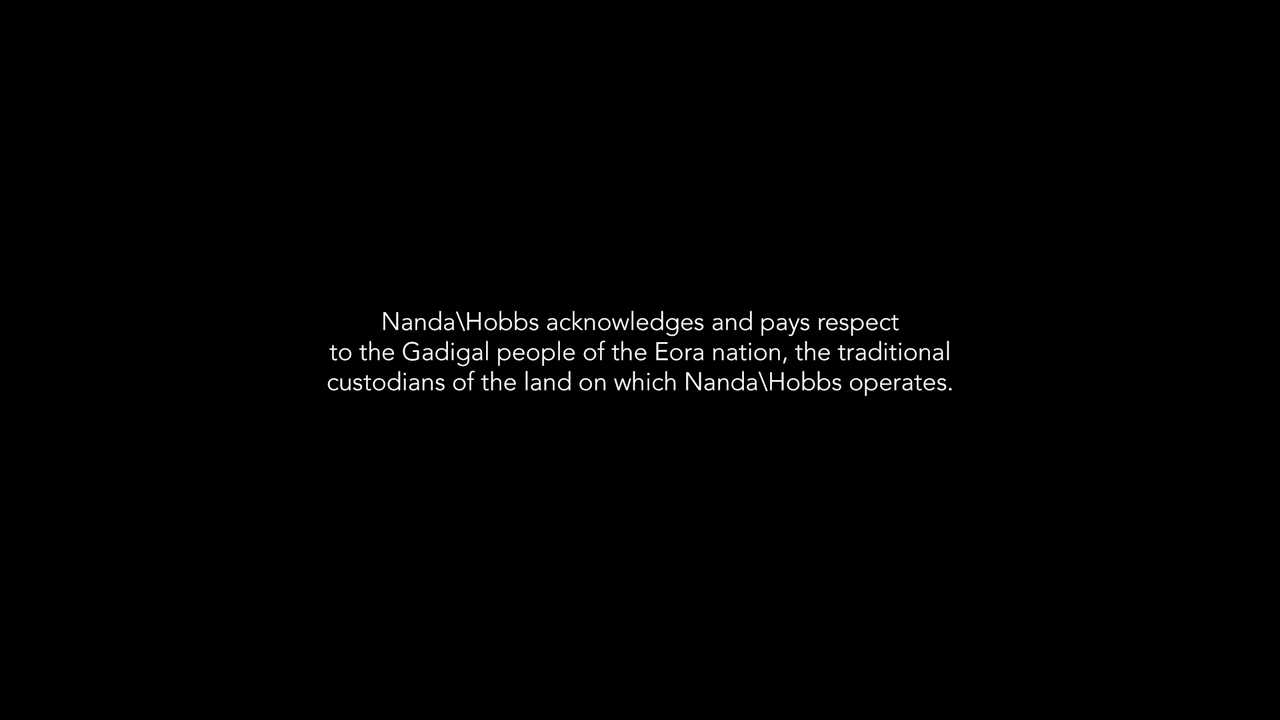 Nanda\Hobbs acknowledges and pays respect
to the Gadigal people of the Eora nation, the traditional
custodians of the land on which Nanda\Hobbs operates.